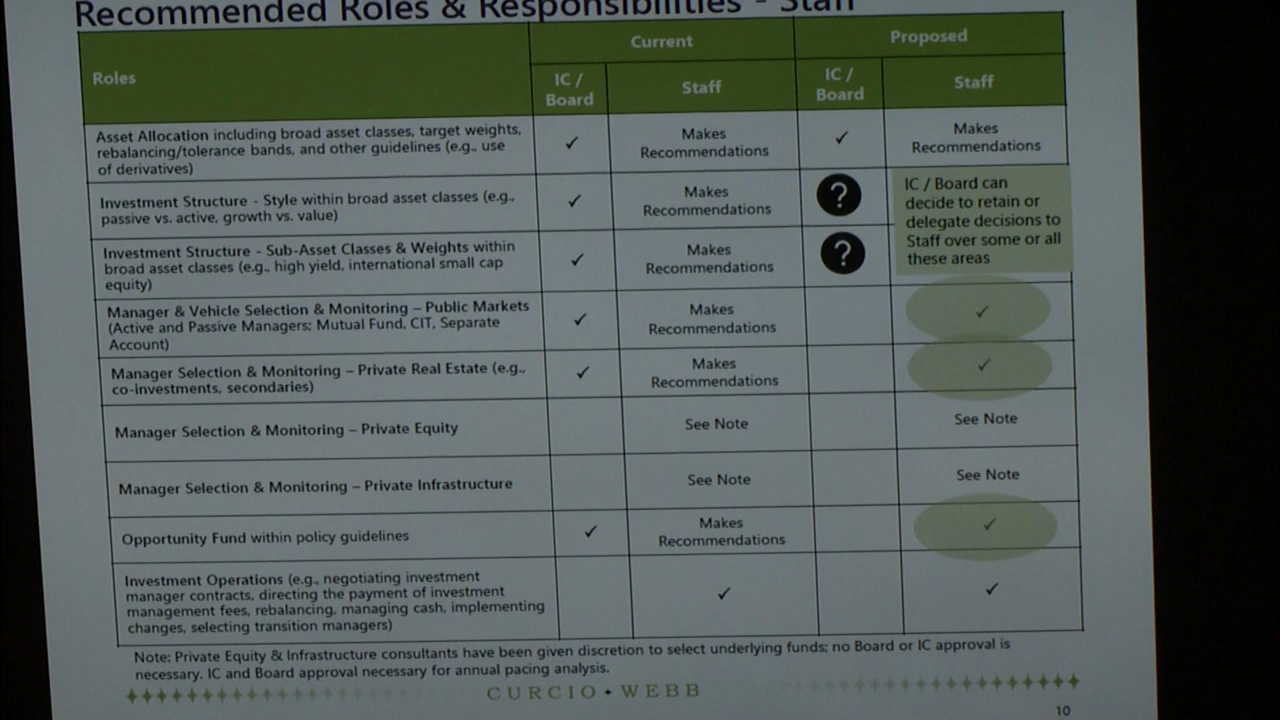 Recommended Roles & Responsibilities - Staff
Current
Proposed
Roles
IC /
Board
Staff
IC /
Board
Staff
Asset Allocation including broad asset classes, target weights,
rebalancing/tolerance bands, and other guidelines (e.g., use
of derivatives)
✓
Makes
Recommendations
✓
Makes
Recommendations
Investment Structure - Style within broad asset classes (e.g.,
passive vs. active, growth vs. value)
✓
Makes
Recommendations
?
IC / Board can
decide to retain or
delegate decisions to
Staff over some or all
these areas
Investment Structure - Sub-Asset Classes & Weights within
broad asset classes (e.g., high yield, international small cap
equity)
✓
Makes
Recommendations
?
Manager & Vehicle Selection & Monitoring – Public Markets
(Active and Passive Managers; Mutual Fund, CIT, Separate
Account)
✓
Makes
Recommendations
✓
Manager Selection & Monitoring – Private Real Estate (e.g.,
co-investments, secondaries)
✓
Makes
Recommendations
✓
Manager Selection & Monitoring – Private Equity
See Note
See Note
Manager Selection & Monitoring – Private Infrastructure
See Note
See Note
Opportunity Fund within policy guidelines
✓
Makes
Recommendations
✓
Investment Operations (e.g., negotiating investment
manager contracts, directing the payment of investment
management fees, rebalancing, managing cash, implementing
changes, selecting transition managers)
✓
✓
Note: Private Equity & Infrastructure consultants have been given discretion to select underlying funds; no Board or IC approval is
necessary. IC and Board approval necessary for annual pacing analysis.
CURCIO ✦ WEBB
10